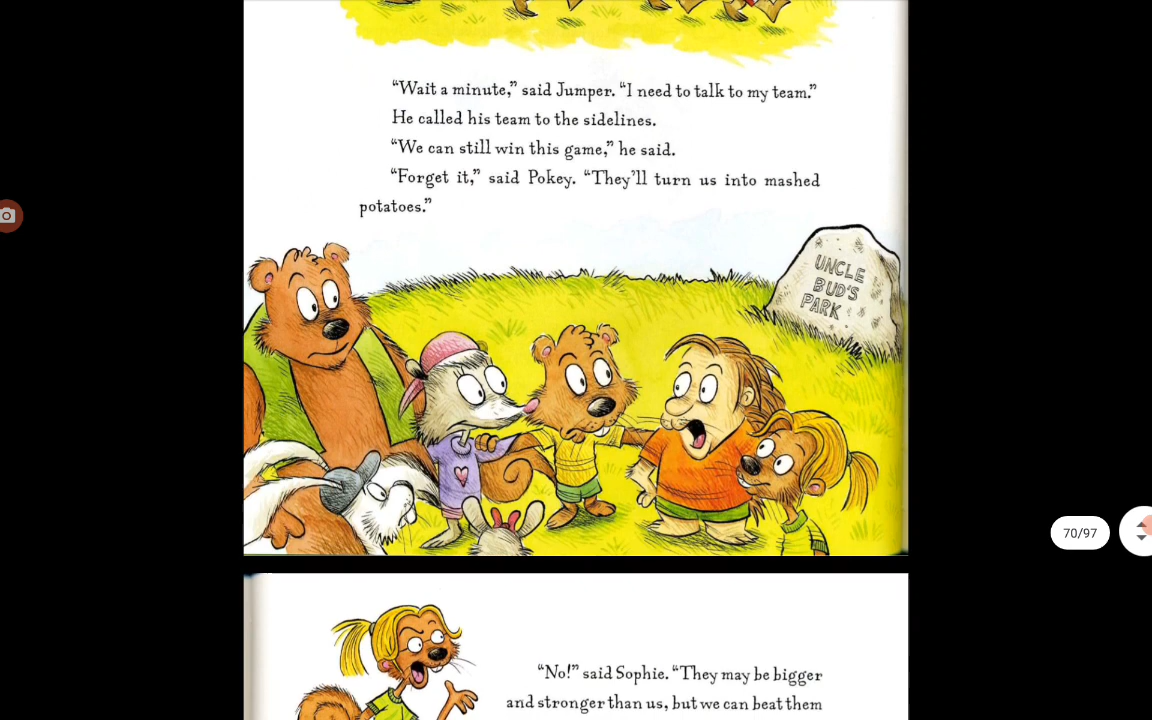 “Wait a minute,” said Jumper. “I need to talk to my team.”
He called his team to the sidelines.
“We can still win this game,” he said.
“Forget it,” said Pokey. “They’ll turn us into mashed
potatoes.”
UNCLE
BUD'S
PARK
70/97
“No!” said Sophie. “They may be bigger
and stronger than us, but we can beat them